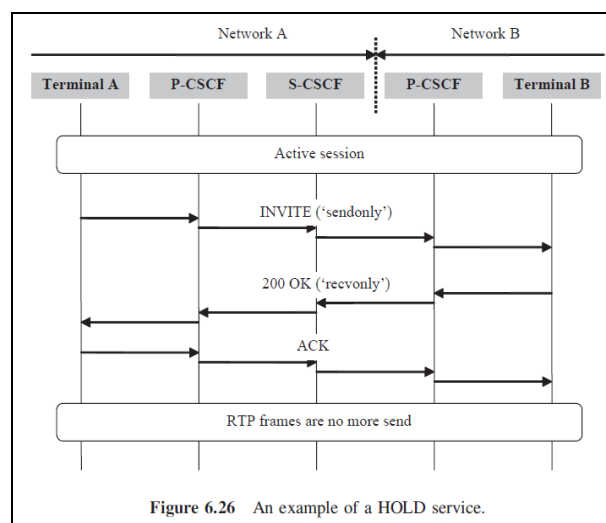 Network A Network B
Terminal A P-CSCF S-CSCF P-CSCF Terminal B
Active session
INVITE (‘sendonly’)
200 OK (‘recvonly’)
ACK
RTP frames are no more send
Figure 6.26 An example of a HOLD service.